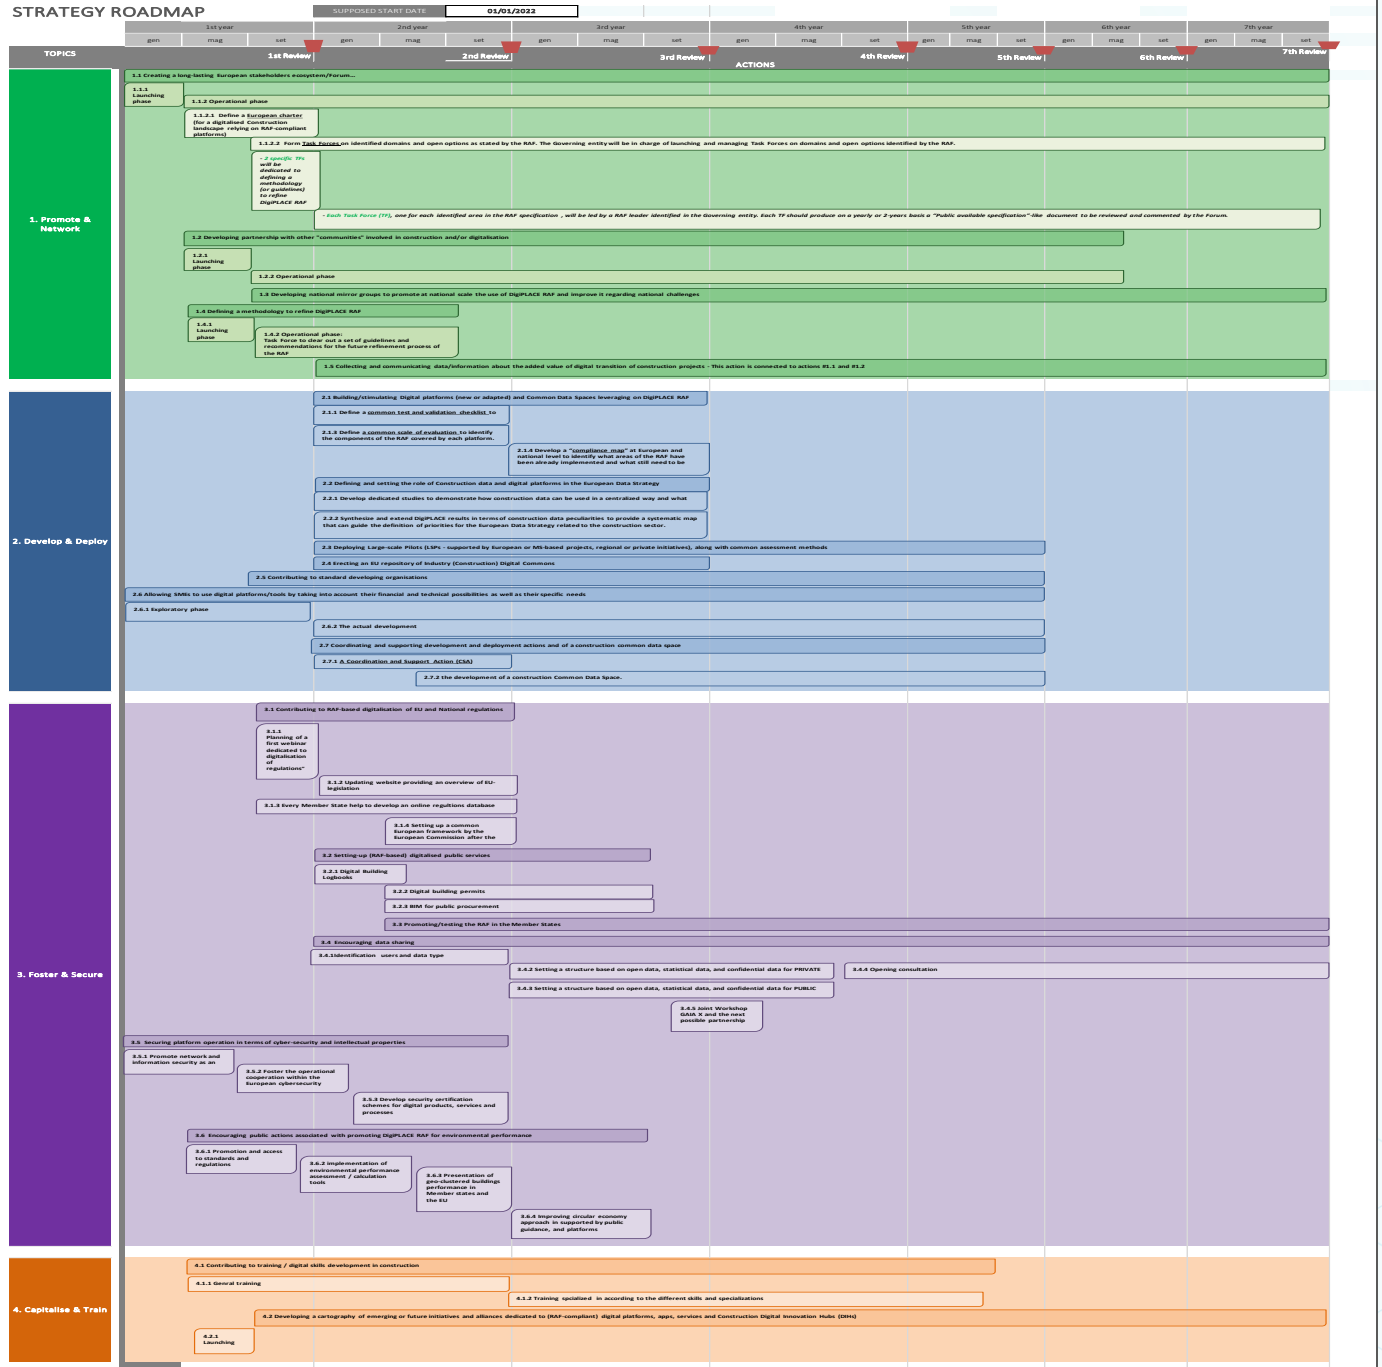 STRATEGY ROADMAP
SUPPOSED START DATE
01/01/2022
1st year
2nd year
3rd year
4th year
5th year
6th year
7th year
gen mag set gen mag set gen mag set gen mag set gen mag set gen mag set gen mag set
TOPICS
1st Review
2nd Review
3rd Review
4th Review
5th Review
6th Review
7th Review
ACTIONS
1. Promote &
Network
1.1 Creating a long-lasting European stakeholders ecosystem/Forum...
1.1.1
Launching
phase
1.1.2 Operational phase
1.1.2.1 Define a European charter
(for a digitalised Construction
landscape relying on RAF-compliant
platforms)
1.1.2.2 Form Task Forces on identified domains and open options as stated by the RAF. The Governing entity will be in charge of launching and managing Task Forces on domains and open options identified by the RAF.
- 2 specific TFs
will be
dedicated to
defining a
methodology
(or guidelines)
to refine
DigiPLACE RAF
- Each Task Force (TF), one for each identified area in the RAF specification , will be led by a RAF leader identified in the Governing entity. Each TF should produce on a yearly or 2-years basis a "Public available specification"-like document to be reviewed and commented by the Forum.
1.2 Developing partnership with other "communities" involved in construction and/or digitalisation
1.2.1
Launching
phase
1.2.2 Operational phase
1.3 Developing national mirror groups to promote at national scale the use of DigiPLACE RAF and improve it regarding national challenges
1.4 Defining a methodology to refine DigiPLACE RAF
1.4.1
Launching
phase
1.4.2 Operational phase:
Task Force to clear out a set of guidelines and
recommendations for the future refinement process of
the RAF
1.5 Collecting and communicating data/information about the added value of digital transition of construction projects - This action is connected to actions #1.1 and #1.2
2. Develop & Deploy
2.1 Building/stimulating Digital platforms (new or adapted) and Common Data Spaces leveraging on DigiPLACE RAF
2.1.1 Define a common test and validation checklist to
2.1.3 Define a common scale of evaluation to identify
the components of the RAF covered by each platform.
2.1.4 Develop a "compliance map" at European and
national level to identify what areas of the RAF have
been already implemented and what still need to be
2.2 Defining and setting the role of Construction data and digital platforms in the European Data Strategy
2.2.1 Develop dedicated studies to demonstrate how construction data can be used in a centralized way and what
2.2.2 Synthesize and extend DigiPLACE results in terms of construction data peculiarities to provide a systematic map
that can guide the definition of priorities for the European Data Strategy related to the construction sector.
2.3 Deploying Large-scale Pilots (LSPs - supported by European or MS-based projects, regional or private initiatives), along with common assessment methods
2.4 Erecting an EU repository of Industry (Construction) Digital Commons
2.5 Contributing to standard developing organisations
2.6 Allowing SMEs to use digital platforms/tools by taking into account their financial and technical possibilities as well as their specific needs
2.6.1 Exploratory phase
2.6.2 The actual development
2.7 Coordinating and supporting development and deployment actions and of a construction common data space
2.7.1 A Coordination and Support Action (CSA)
2.7.2 the development of a construction Common Data Space.
3. Foster & Secure
3.1 Contributing to RAF-based digitalisation of EU and National regulations
3.1.1
Planning of a
first webinar
dedicated to
digitalisation
of
regulations"
3.1.2 Updating website providing an overview of EU-
legislation
3.1.3 Every Member State help to develop an online regultions database
3.1.4 Setting up a common
European framework by the
European Commission after the
3.2 Setting-up (RAF-based) digitalised public services
3.2.1 Digital Building
Logbooks
3.2.2 Digital building permits
3.2.3 BIM for public procurement
3.3 Promoting/testing the RAF in the Member States
3.4 Encouraging data sharing
3.4.1Identification users and data type
3.4.2 Setting a structure based on open data, statistical data, and confidential data for PRIVATE
3.4.4 Opening consultation
3.4.3 Setting a structure based on open data, statistical data, and confidential data for PUBLIC
3.4.5 Joint Workshop
GAIA X and the next
possible partnership
3.5 Securing platform operation in terms of cyber-security and intellectual properties
3.5.1 Promote network and
information security as an
3.5.2 Foster the operational
cooperation within the
European cybersecurity
3.5.3 Develop security certification
schemes for digital products, services and
processes
3.6 Encouraging public actions associated with promoting DigiPLACE RAF for environmental performance
3.6.1 Promotion and access
to standards and
regulations
3.6.2 implementation of
environmental performance
assessment / calculation
tools
3.6.3 Presentation of
geo-clustered buildings
performance in
Member states and
the EU
3.6.4 Improving circular economy
approach in supported by public
guidance, and platforms
4. Capitalise & Train
4.1 Contributing to training / digital skills development in construction
4.1.1 Genral training
4.1.2 Training spcialized in according to the different skills and specializations
4.2 Developing a cartography of emerging or future initiatives and alliances dedicated to (RAF-compliant) digital platforms, apps, services and Construction Digital Innovation Hubs (DIHs)
4.2.1
Launching